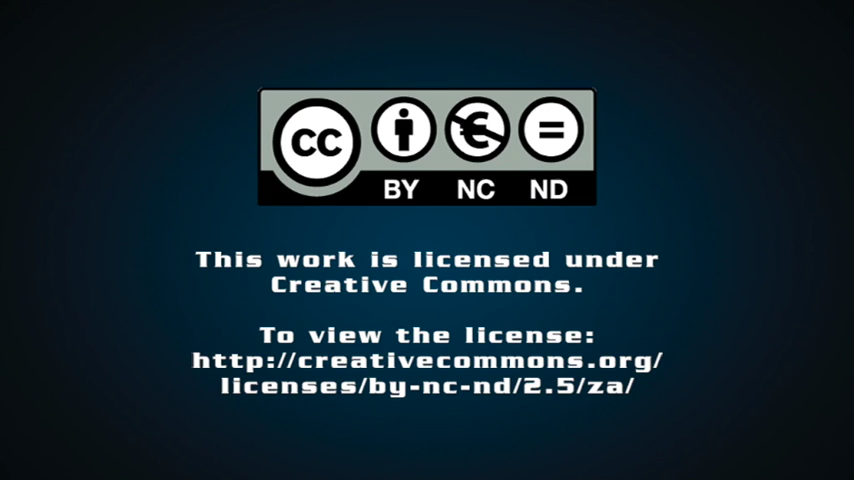 CC
BY NC ND
This work is licensed under
Creative Commons.
To view the license:
http://creativecommons.org/
licenses/by-nc-nd/2.5/za/